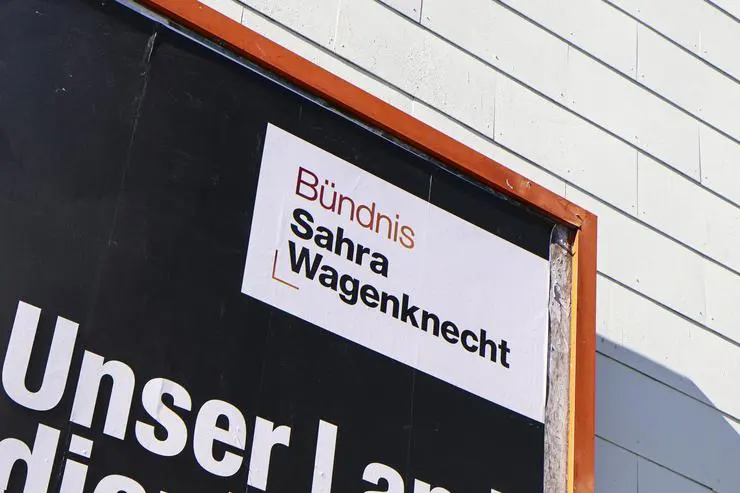 Bündnis
Sahra
Wagenknecht
Unser